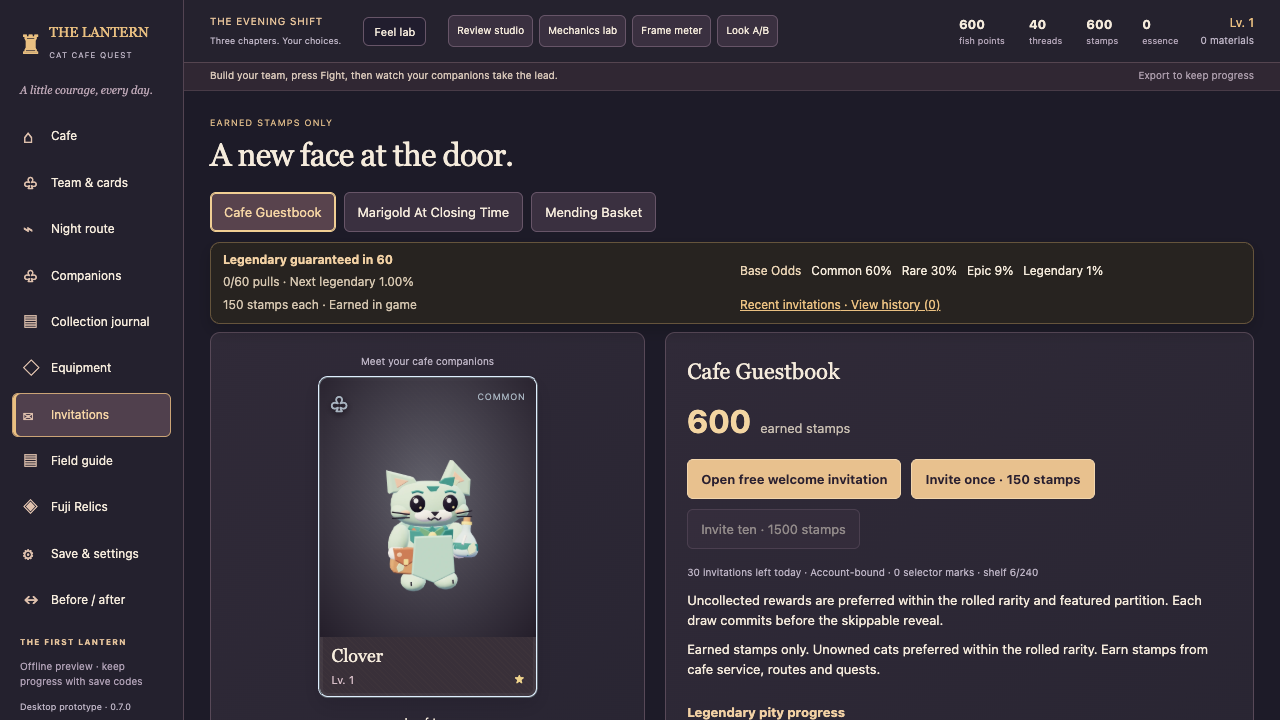 THE LANTERN
CAT CAFE QUEST
A little courage, every day.
Cafe
Team & cards
Night route
Companions
Collection journal
Equipment
Invitations
Field guide
Fuji Relics
Save & settings
Before / after
THE FIRST LANTERN
Offline preview · keep
progress with save codes
Desktop prototype · 0.7.0
THE EVENING SHIFT
Three chapters. Your choices.
Feel lab
Review studio
Mechanics lab
Frame meter
Look A/B
600
fish points
40
threads
600
stamps
0
essence
Lv. 1
0 materials
Build your team, press Fight, then watch your companions take the lead.
Export to keep progress
EARNED STAMPS ONLY
A new face at the door.
Cafe Guestbook
Marigold At Closing Time
Mending Basket
Legendary guaranteed in 60
0/60 pulls · Next legendary 1.00%
150 stamps each · Earned in game
Base Odds Common 60% Rare 30% Epic 9% Legendary 1%
Recent invitations · View history (0)
Meet your cafe companions
COMMON
Clover
Lv. 1
Cafe Guestbook
600 earned stamps
Open free welcome invitation
Invite once · 150 stamps
Invite ten · 1500 stamps
30 invitations left today · Account-bound · 0 selector marks · shelf 6/240
Uncollected rewards are preferred within the rolled rarity and featured partition. Each
draw commits before the skippable reveal.
Earned stamps only. Unowned cats preferred within the rolled rarity. Earn stamps from
cafe service, routes and quests.
Legendary pity progress